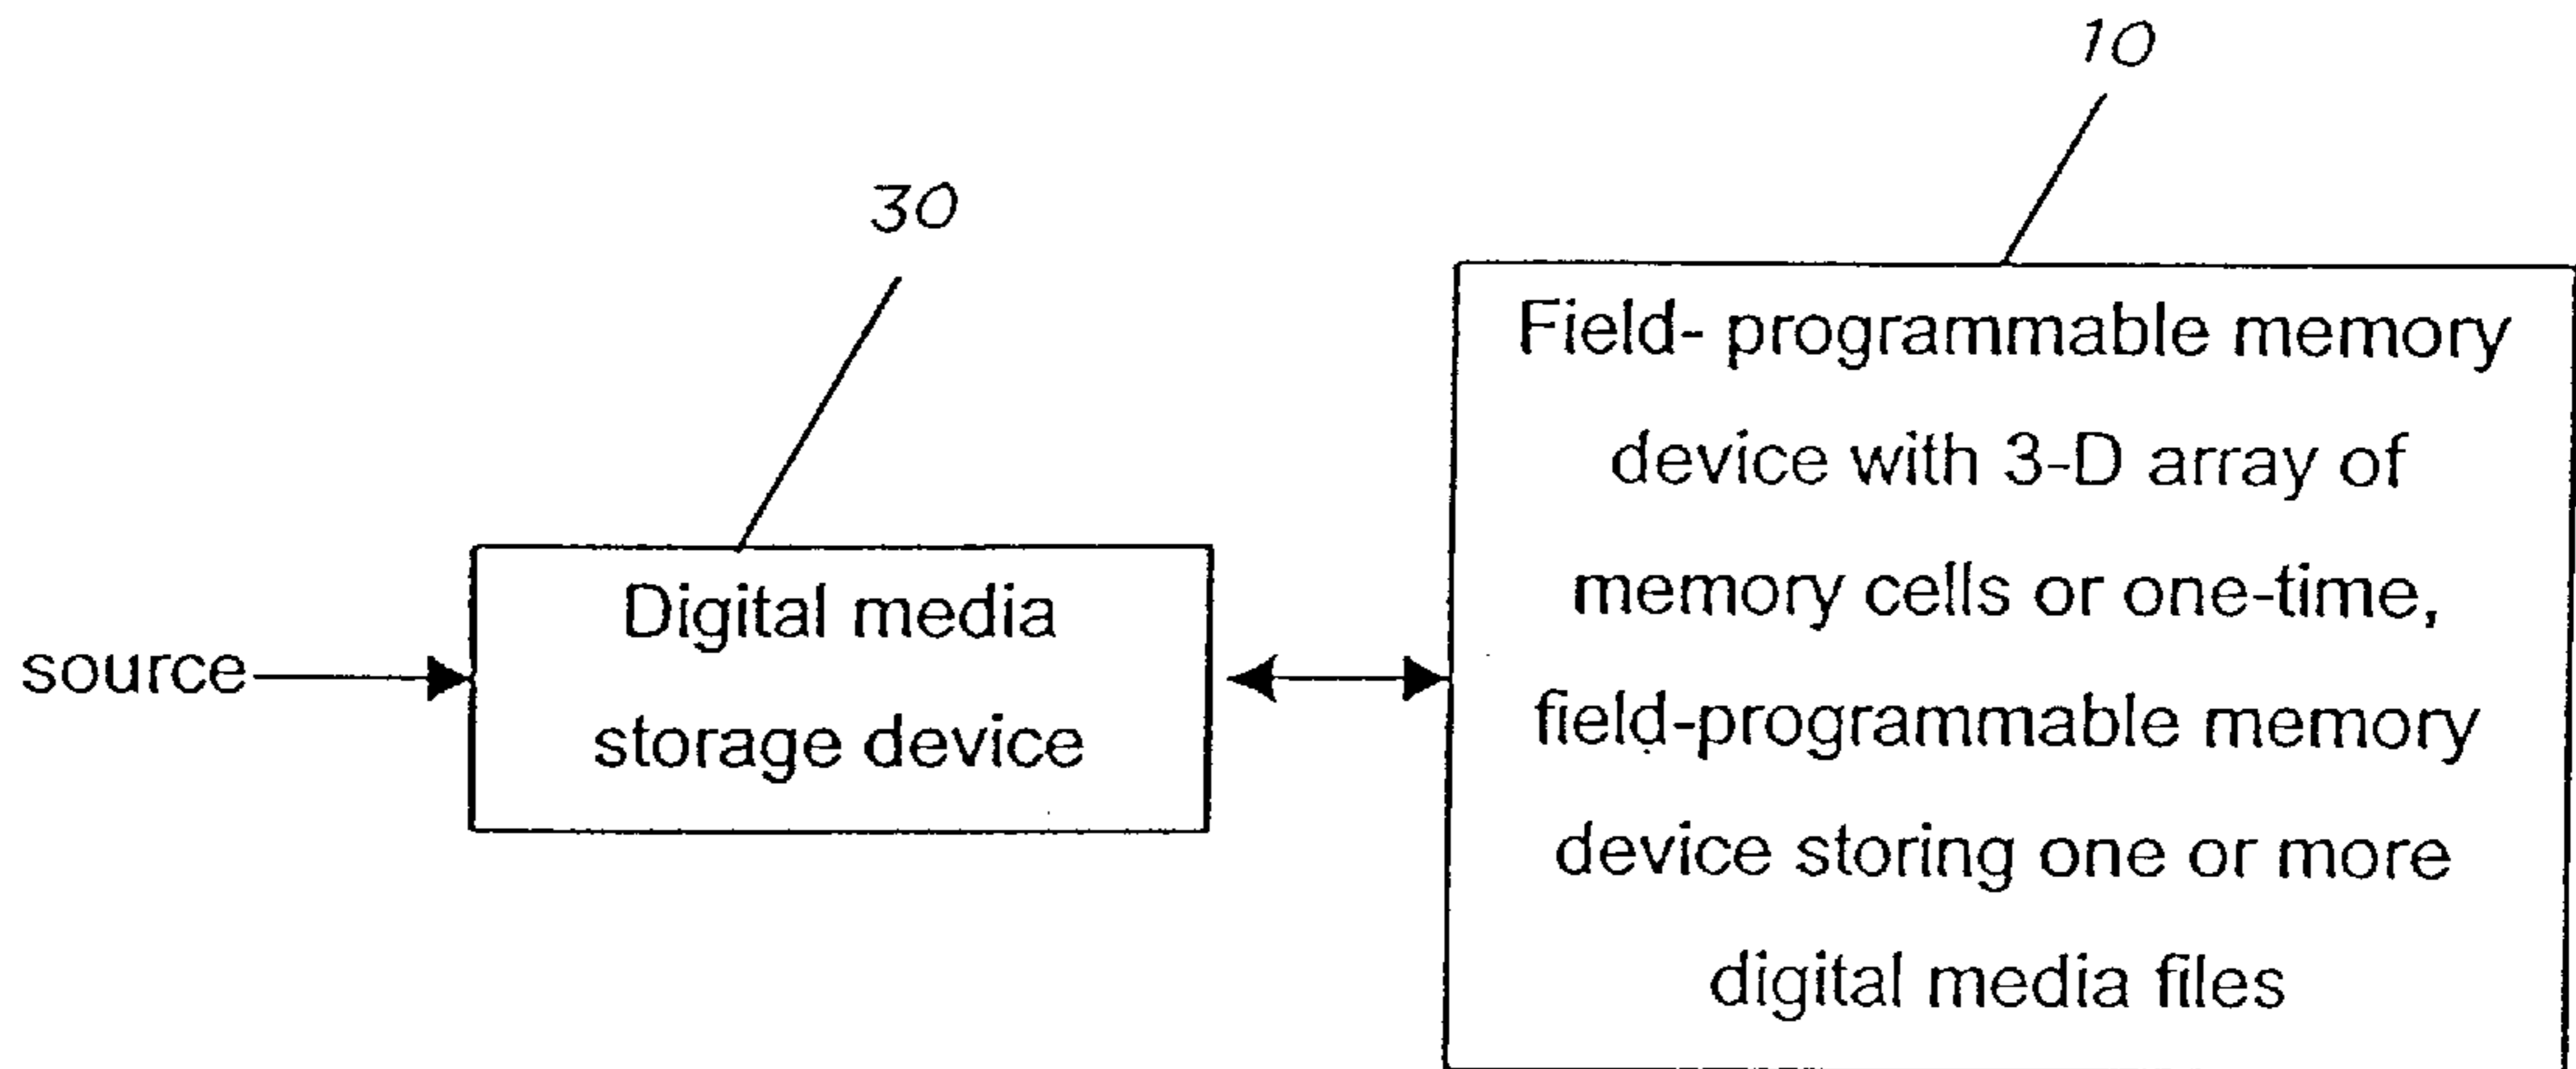 10
30
Field- programmable memory
device with 3-D array of
memory cells or one-time,
field-programmable memory
device storing one or more
digital media files
Digital media
storage device
source